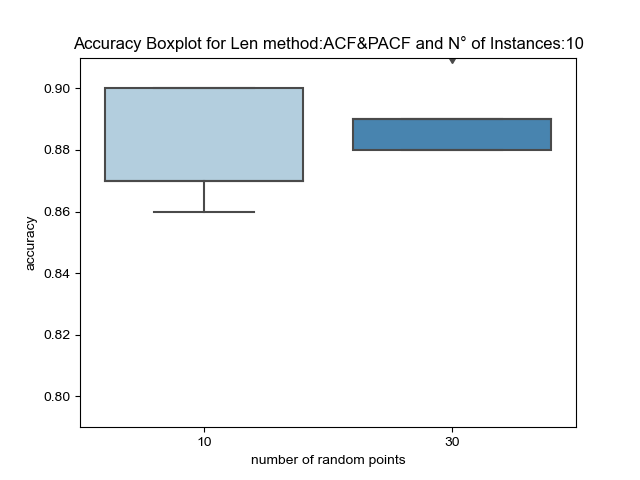 Accuracy Boxplot for Len method:ACF&PACF and N° of Instances:10
0.90
0.88
0.86
0.84
0.82
0.80
accuracy
10 30
number of random points